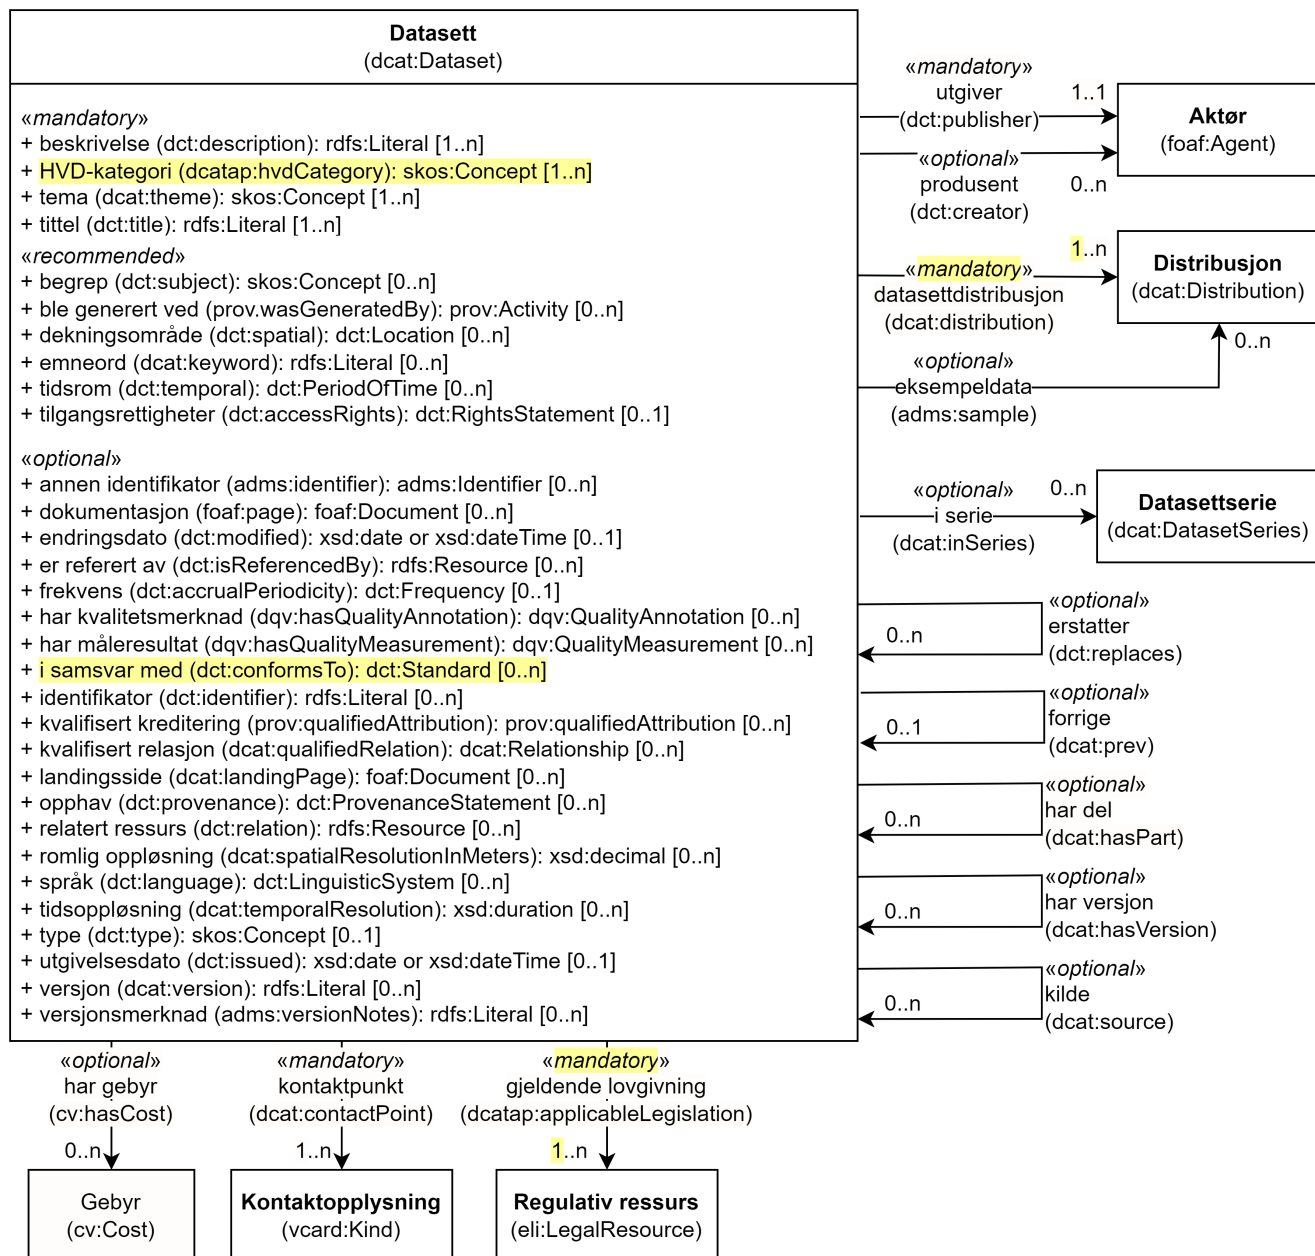 Datasett
(dcat:Dataset)
«mandatory»
+ beskrivelse (dct:description): rdfs:Literal [1..n]
+ HVD-kategori (dcatap:hvdCategory): skos:Concept [1..n]
+ tema (dcat:theme): skos:Concept [1..n]
+ tittel (dct:title): rdfs:Literal [1..n]
«recommended»
+ begrep (dct:subject): skos:Concept [0..n]
+ ble generert ved (prov.wasGeneratedBy): prov:Activity [0..n]
+ dekningsområde (dct:spatial): dct:Location [0..n]
+ emneord (dcat:keyword): rdfs:Literal [0..n]
+ tidsrom (dct:temporal): dct:PeriodOfTime [0..n]
+ tilgangsrettigheter (dct:accessRights): dct:RightsStatement [0..1]
«optional»
+ annen identifikator (adms:identifier): adms:Identifier [0..n]
+ dokumentasjon (foaf:page): foaf:Document [0..n]
+ endringsdato (dct:modified): xsd:date or xsd:dateTime [0..1]
+ er referert av (dct:isReferencedBy): rdfs:Resource [0..n]
+ frekvens (dct:accrualPeriodicity): dct:Frequency [0..1]
+ har kvalitetsmerknad (dqv:hasQualityAnnotation): dqv:QualityAnnotation [0..n]
+ har måleresultat (dqv:hasQualityMeasurement): dqv:QualityMeasurement [0..n]
+ i samsvar med (dct:conformsTo): dct:Standard [0..n]
+ identifikator (dct:identifier): rdfs:Literal [0..n]
+ kvalifisert kreditering (prov:qualifiedAttribution): prov:qualifiedAttribution [0..n]
+ kvalifisert relasjon (dcat:qualifiedRelation): dcat:Relationship [0..n]
+ landingsside (dcat:landingPage): foaf:Document [0..n]
+ opphav (dct:provenance): dct:ProvenanceStatement [0..n]
+ relatert ressurs (dct:relation): rdfs:Resource [0..n]
+ romlig oppløsning (dcat:spatialResolutionInMeters): xsd:decimal [0..n]
+ språk (dct:language): dct:LinguisticSystem [0..n]
+ tidsoppløsning (dcat:temporalResolution): xsd:duration [0..n]
+ type (dct:type): skos:Concept [0..1]
+ utgivelsesdato (dct:issued): xsd:date or xsd:dateTime [0..1]
+ versjon (dcat:version): rdfs:Literal [0..n]
+ versjonsmerknad (adms:versionNotes): rdfs:Literal [0..n]
«mandatory»
utgiver
(dct:publisher)
1..1
«optional»
produsent
(dct:creator)
0..n
Aktør
(foaf:Agent)
«mandatory»
datasettdistribusjon
(dcat:distribution)
1..n
Distribusjon
(dcat:Distribution)
«optional»
eksempeldata
(adms:sample)
0..n
«optional»
i serie
(dcat:inSeries)
0..n
Datasettserie
(dcat:DatasetSeries)
«optional»
erstatter
(dct:replaces)
0..n
«optional»
forrige
(dcat:prev)
0..1
«optional»
har del
(dcat:hasPart)
0..n
«optional»
har versjon
(dcat:hasVersion)
0..n
«optional»
kilde
(dcat:source)
0..n
«optional»
har gebyr
(cv:hasCost)
0..n
Gebyr
(cv:Cost)
«mandatory»
kontaktpunkt
(dcat:contactPoint)
1..n
Kontaktopplysning
(vcard:Kind)
«mandatory»
gjeldende lovgivning
(dcatap:applicableLegislation)
1..n
Regulativ ressurs
(eli:LegalResource)